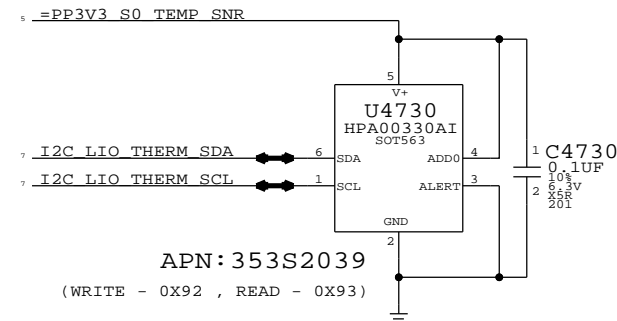 5 =PP3V3_S0_TEMP_SNR
5
V+
U4730
HPA00330AI
SOT563
7 I2C_LIO_THERM_SDA 6 SDA ADD0 4
7 I2C_LIO_THERM_SCL 1 SCL ALERT 3
GND
2
1 C4730
0.1UF
10%
6.3V
X5R
2 201
APN:353S2039
(WRITE - 0X92 , READ - 0X93)